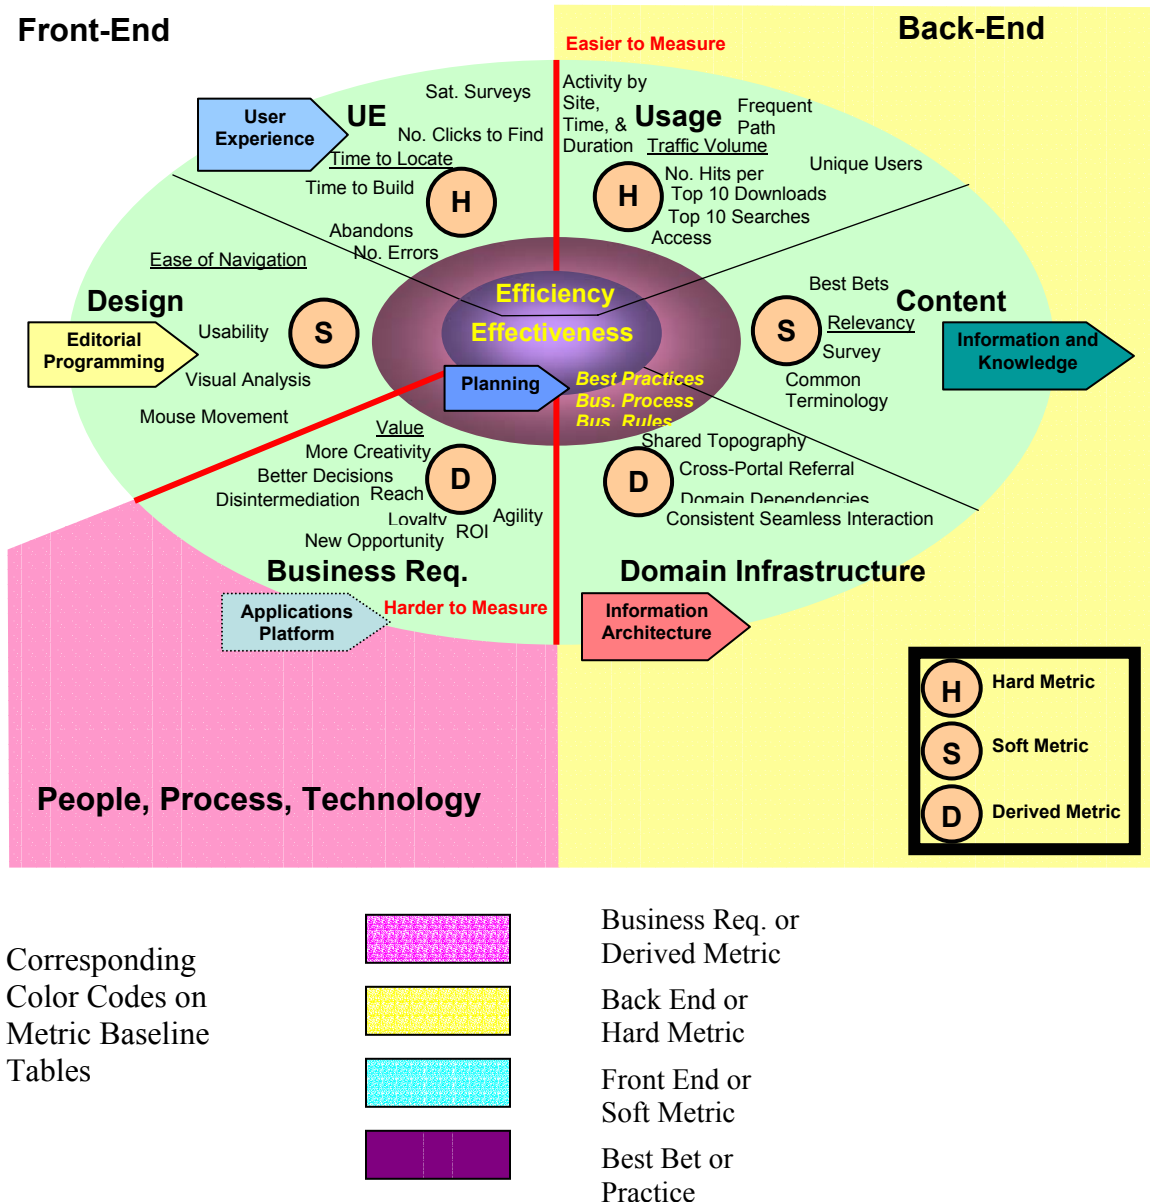 Front-End
Back-End
Easier to Measure
User
Experience
UE
Sat. Surveys
No. Clicks to Find
Time to Locate
Time to Build
H
Abandons
No. Errors
Activity by
Site,
Time, &
Duration
Usage
Frequent
Path
Traffic Volume
Unique Users
H
No. Hits per
Top 10 Downloads
Top 10 Searches
Access
Ease of Navigation
Design
Editorial
Programming
Usability
S
Visual Analysis
Mouse Movement
Efficiency
Effectiveness
Planning
Best Practices
Bus. Process
Bus. Rules
Best Bets
Content
S
Relevancy
Survey
Information and
Knowledge
Common
Terminology
Value
More Creativity
Better Decisions
Disintermediation
Reach
D
Loyalty
ROI
Agility
New Opportunity
Business Req.
Applications
Platform
Harder to Measure
Shared Topography
D
Cross-Portal Referral
Domain Dependencies
Consistent Seamless Interaction
Domain Infrastructure
Information
Architecture
People, Process, Technology
H Hard Metric
S Soft Metric
D Derived Metric
Corresponding
Color Codes on
Metric Baseline
Tables
Business Req. or
Derived Metric
Back End or
Hard Metric
Front End or
Soft Metric
Best Bet or
Practice